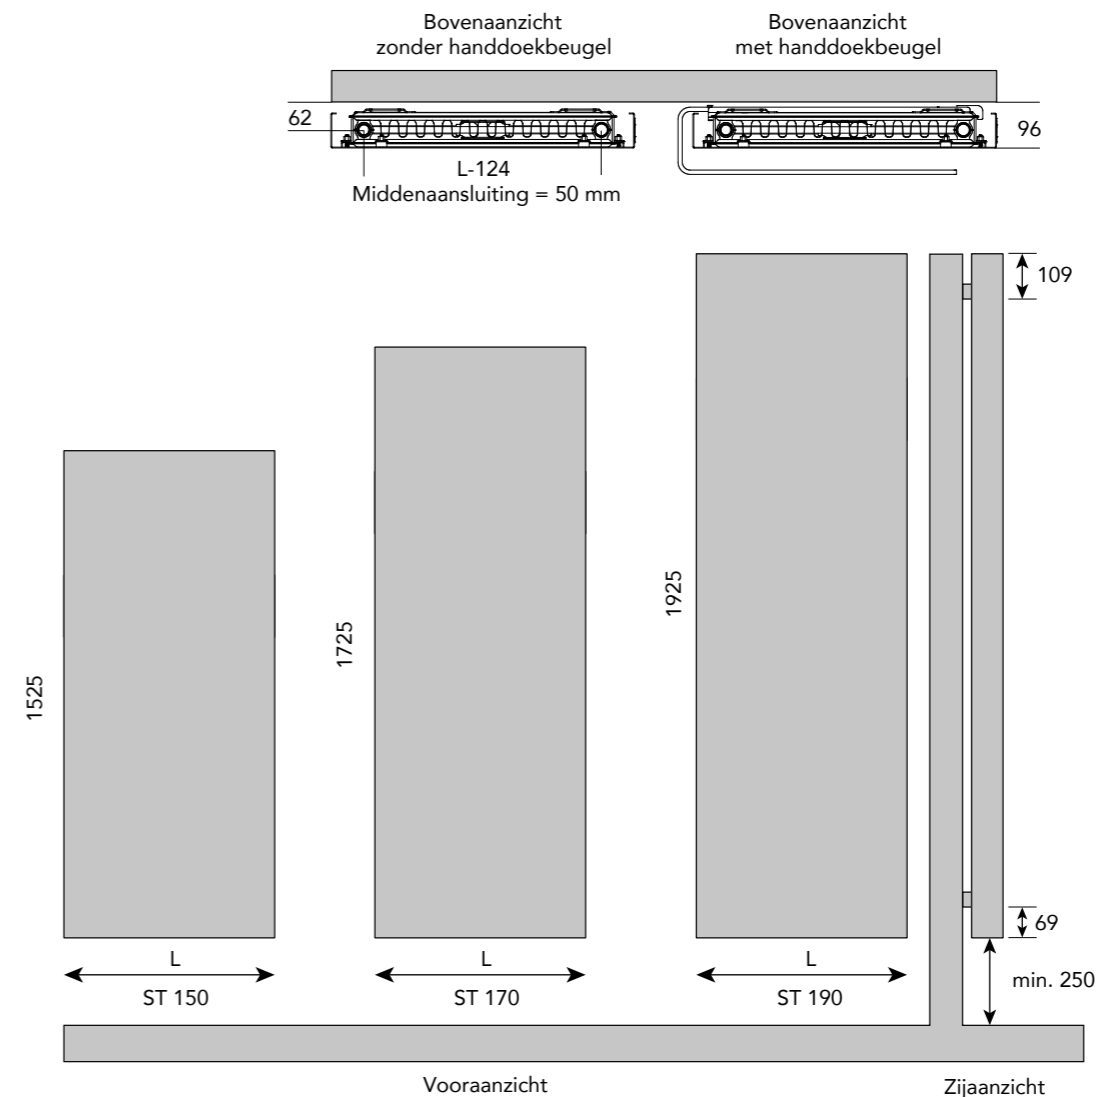 Bovenaanzicht
zonder handdoekbeugel
Bovenaanzicht
met handdoekbeugel
62
96
L-124
Middenaansluiting = 50 mm
109
1525
1725
1925
69
L
L
L
min. 250
ST 150
ST 170
ST 190
Vooraanzicht
Zijaanzicht